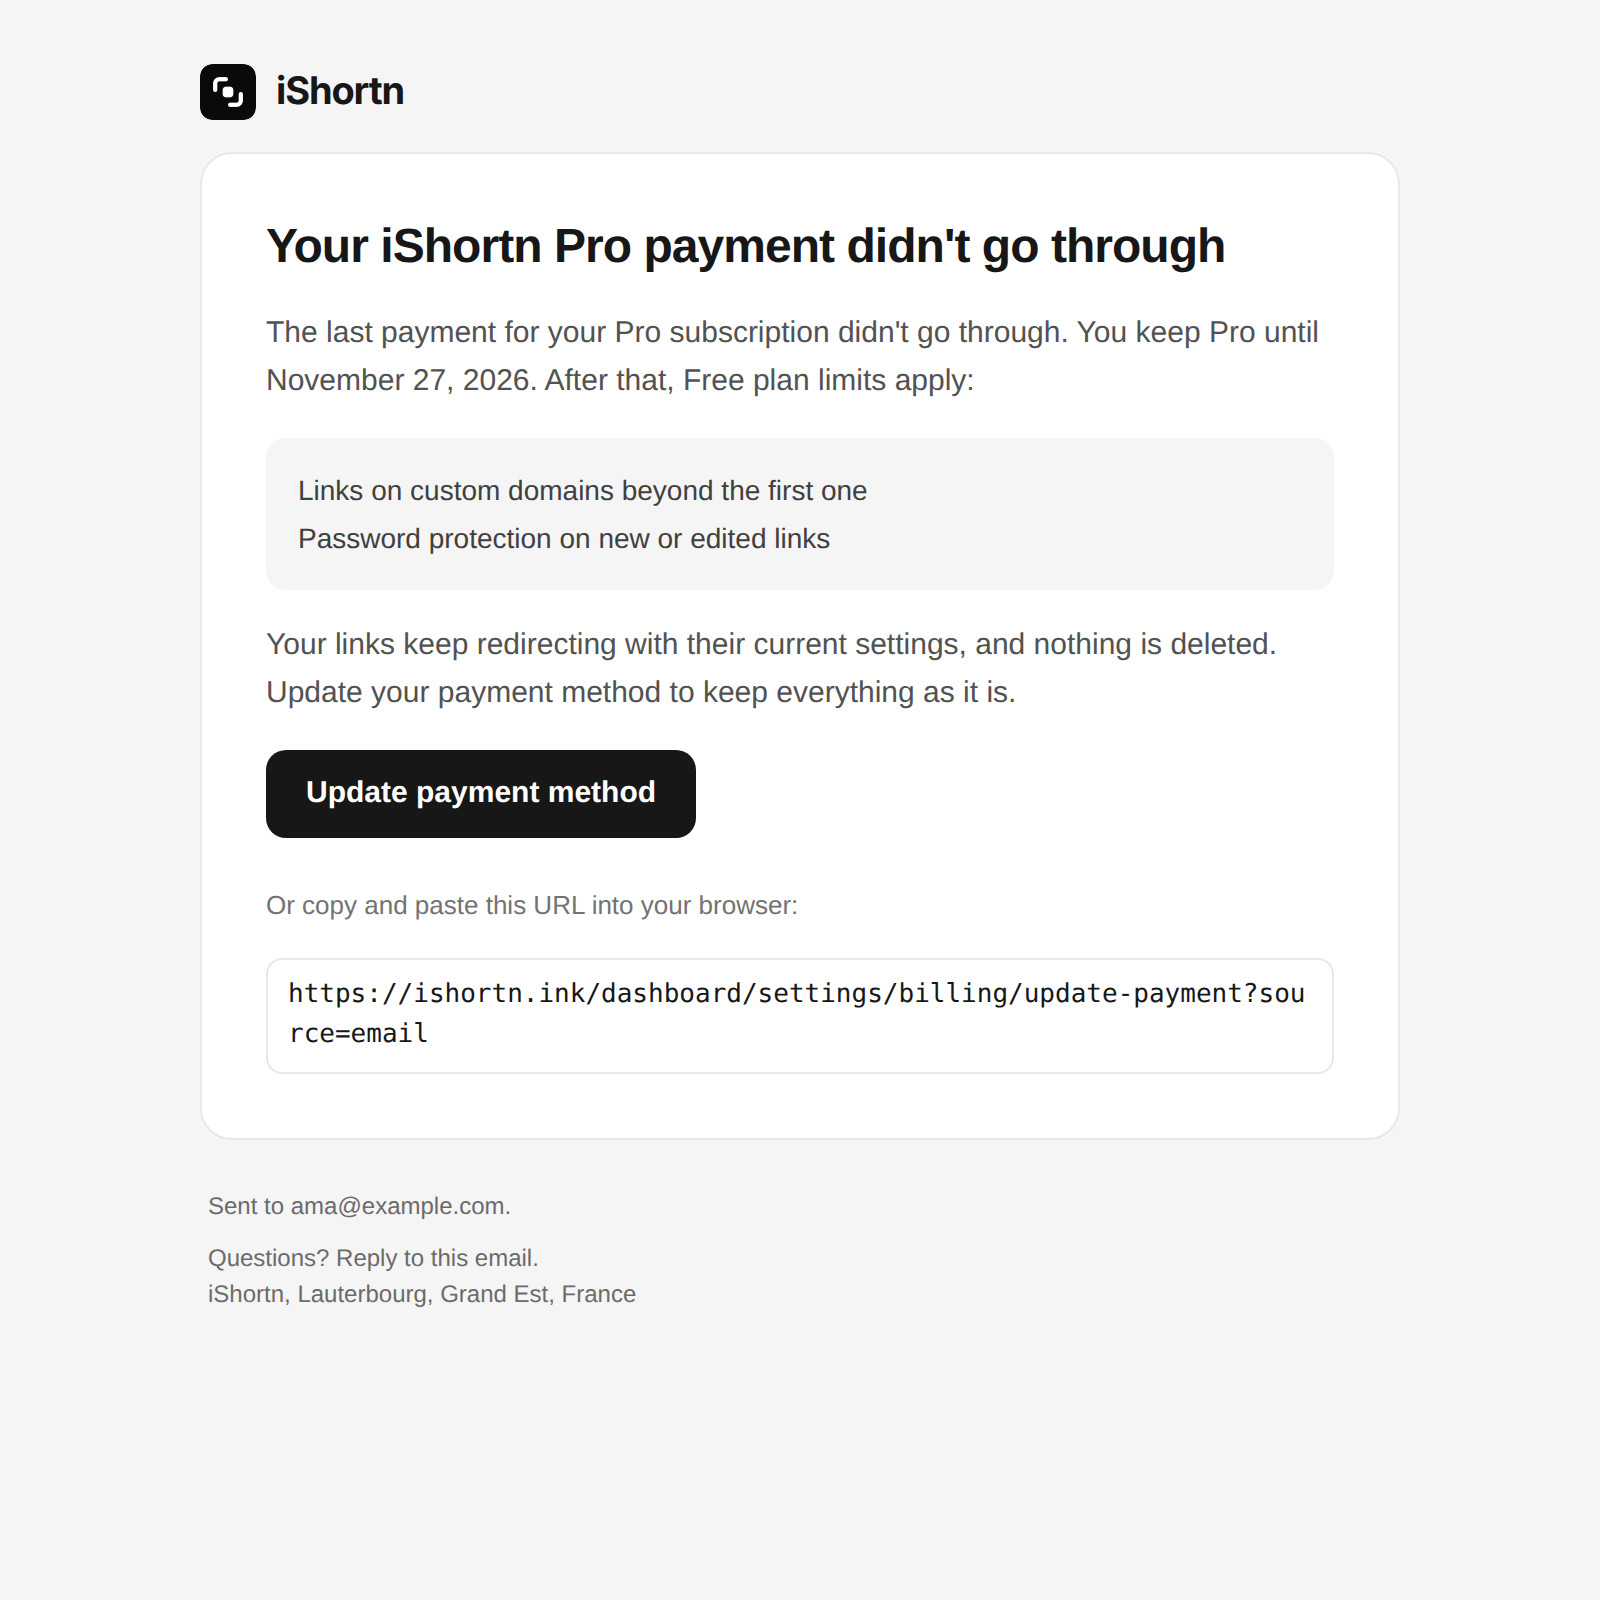 iShortn
Your iShortn Pro payment didn't go through
The last payment for your Pro subscription didn't go through. You keep Pro until
November 27, 2026. After that, Free plan limits apply:
Links on custom domains beyond the first one
Password protection on new or edited links
Your links keep redirecting with their current settings, and nothing is deleted.
Update your payment method to keep everything as it is.
Update payment method
Or copy and paste this URL into your browser:
https://ishortn.ink/dashboard/settings/billing/update-payment?sou
rce=email
Sent to ama@example.com.
Questions? Reply to this email.
iShortn, Lauterbourg, Grand Est, France